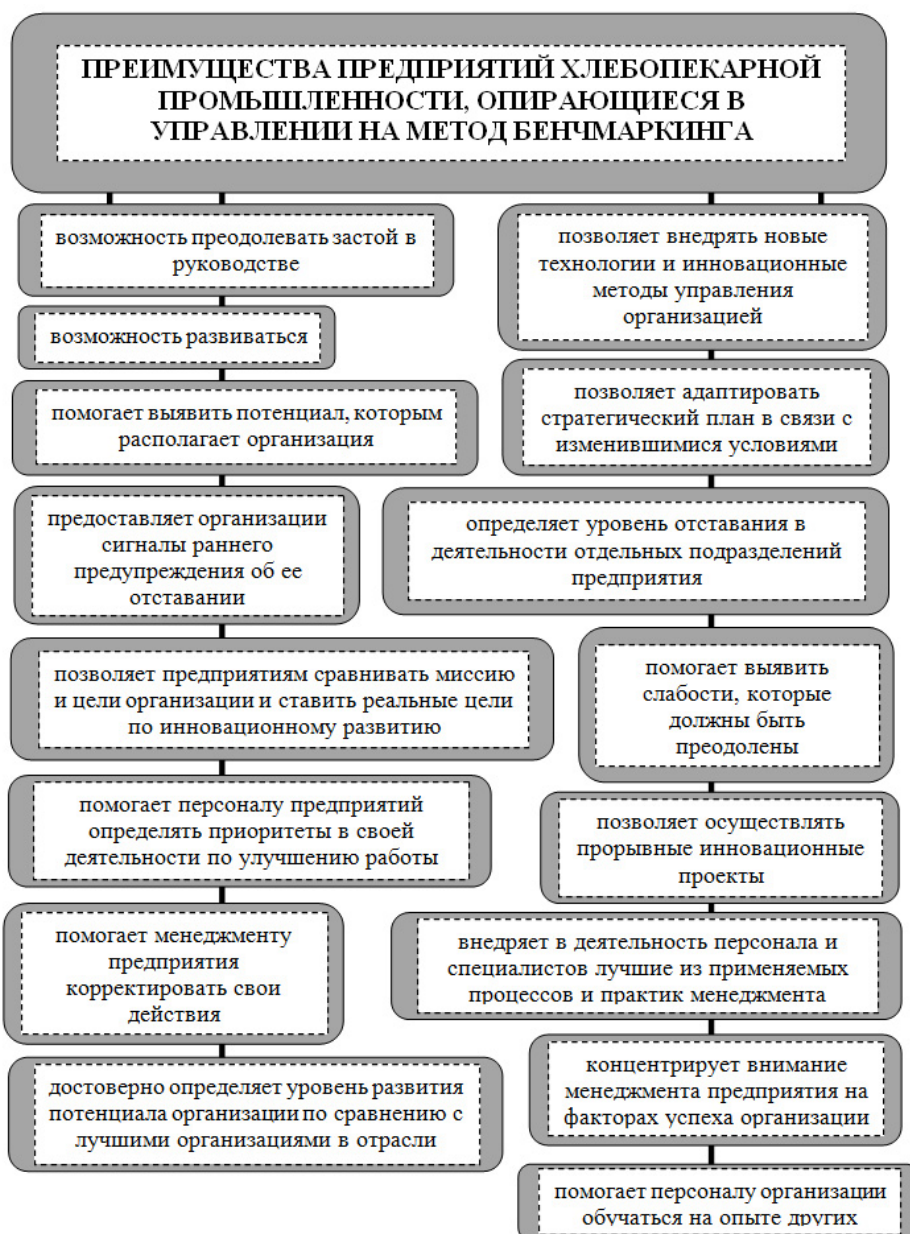 ПРЕИМУЩЕСТВА ПРЕДПРИЯТИЙ ХЛЕБОПЕКАРНОЙ
ПРОМЫШЛЕННОСТИ, ОПИРАЮЩИЕСЯ В
УПРАВЛЕНИИ НА МЕТОД БЕНЧМАРКИНГА
возможность преодолевать застой в
руководстве
возможность развиваться
помогает выявить потенциал, которым
располагает организация
предоставляет организации
сигналы раннего
предупреждения об ее
отставании
позволяет предприятиям сравнивать миссию
и цели организации и ставить реальные цели
по инновационному развитию
помогает персоналу предприятий
определять приоритеты в своей
деятельности по улучшению работы
помогает менеджменту
предприятия
корректировать свои
действия
достоверно определяет уровень развития
потенциала организации по сравнению с
лучшими организациями в отрасли
позволяет внедрять новые
технологии и инновационные
методы управления
организацией
позволяет адаптировать
стратегический план в связи с
изменившимися условиями
определяет уровень отставания в
деятельности отдельных подразделений
предприятия
помогает выявить
слабости, которые
должны быть
преодолены
позволяет осуществлять
прорывные инновационные
проекты
внедряет в деятельность персонала и
специалистов лучшие из применяемых
процессов и практик менеджмента
концентрирует внимание
менеджмента предприятия на
факторах успеха организации
помогает персоналу организации
обучаться на опыте других